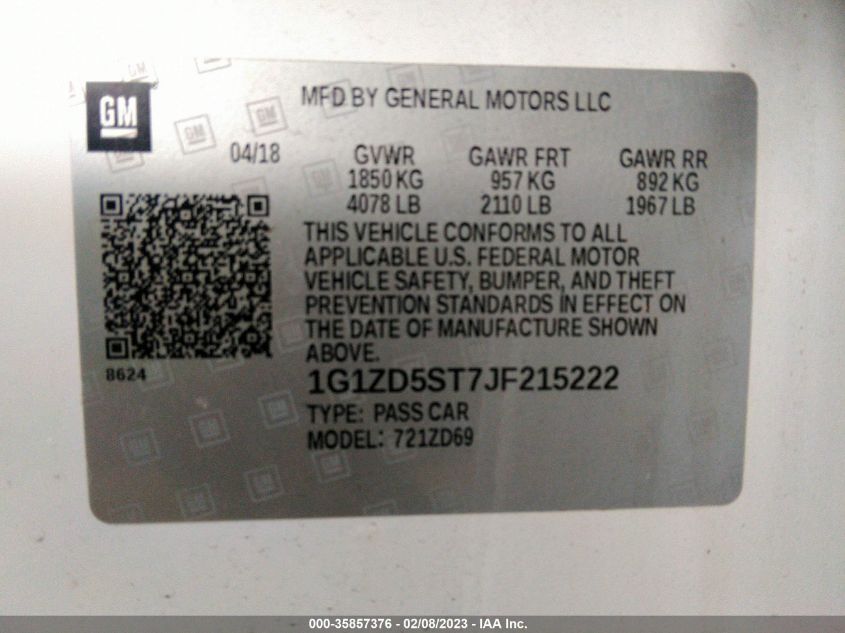 GM
MFD BY GENERAL MOTORS LLC
04/18 GVWR GAWR FRT GAWR RR
1850 KG 957 KG 892 KG
4078 LB 2110 LB 1967 LB
THIS VEHICLE CONFORMS TO ALL
APPLICABLE U.S. FEDERAL MOTOR
VEHICLE SAFETY, BUMPER, AND THEFT
PREVENTION STANDARDS IN EFFECT ON
THE DATE OF MANUFACTURE SHOWN
ABOVE.
8624
1G1ZD5ST7JF215222
TYPE: PASS CAR
MODEL: 721ZD69
000-35857376 - 02/08/2023 - IAA Inc.